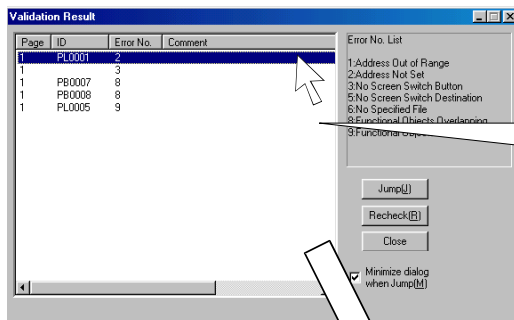 Validation Result
Page ID Error No. Comment
1 PL0001 2
1 3
1 PB0007 8
1 PB0008 8
1 PL0005 9
Error No. List
1:Address Out of Range
2:Address Not Set
3:No Screen Switch Button
5:No Screen Switch Destination
6:No Specified File
8:Functional Objects Overlapping
9:Functional
Jump(J)
Recheck(R)
Close
Minimize dialog
when Jump(M)